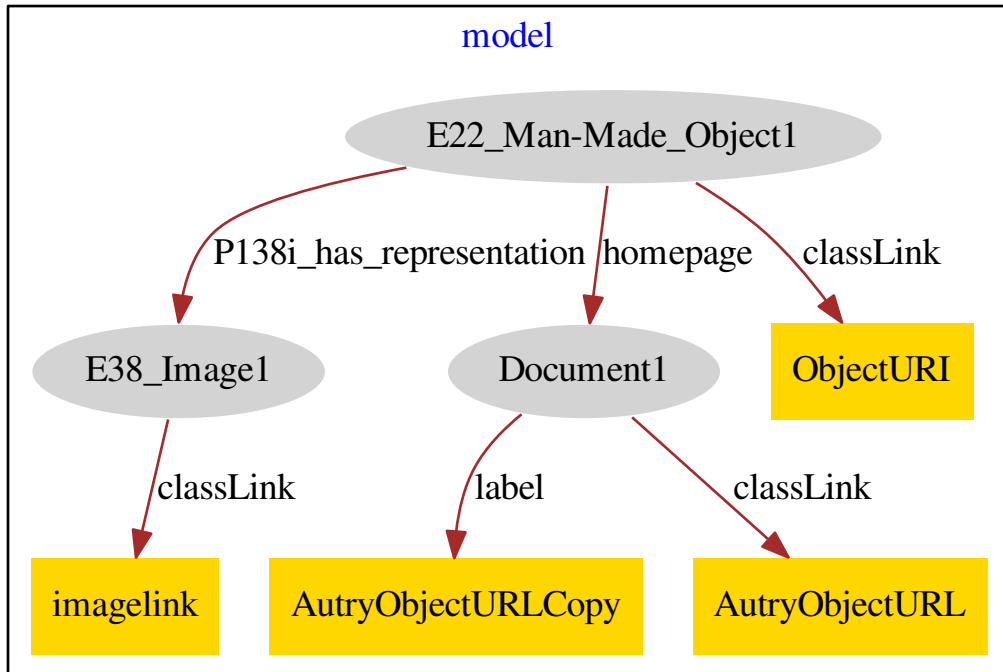 model
E22_Man-Made_Object1
P138i_has_representation
homepage
classLink
E38_Image1
Document1
ObjectURI
classLink
label
classLink
imagelink
AutryObjectURLCopy
AutryObjectURL